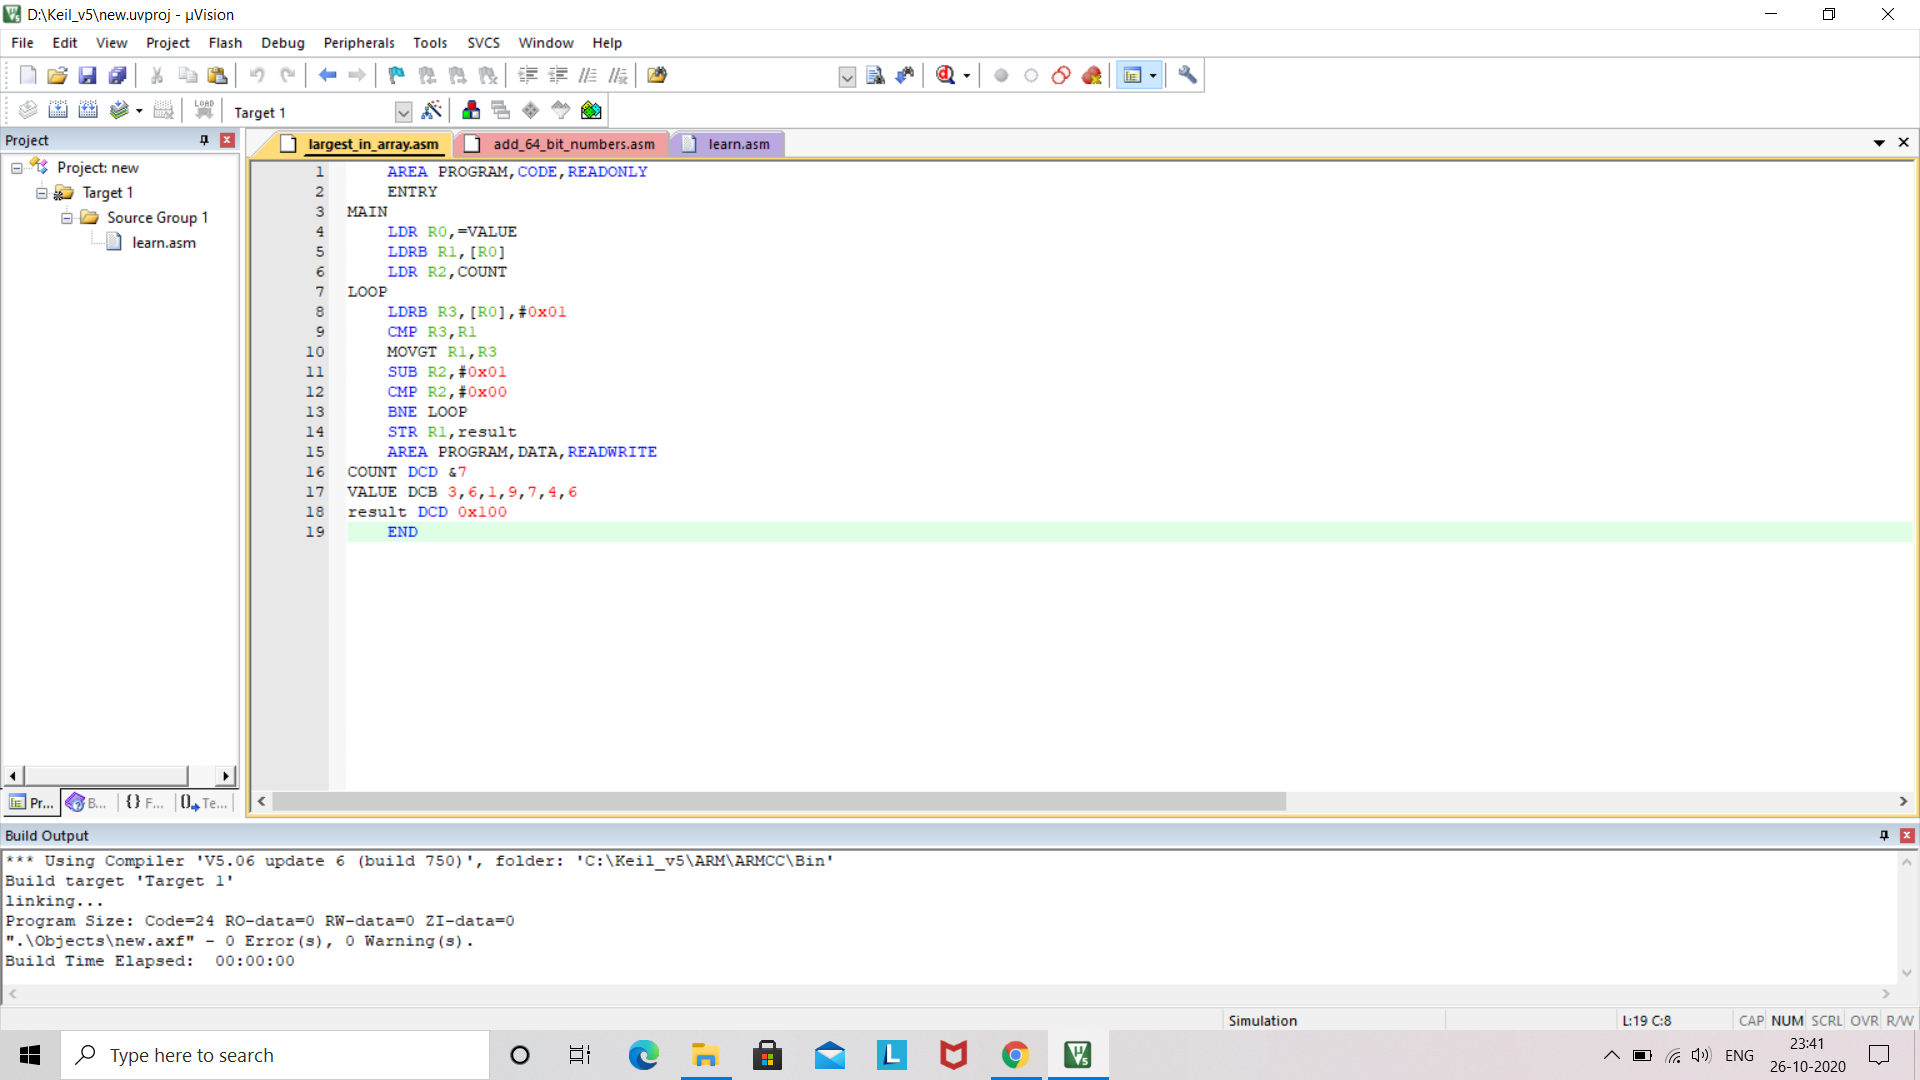 D:\Keil_v5\new.uvproj - µVision
File Edit View Project Flash Debug Peripherals Tools SVCS Window Help
LOAD Target 1
Project
largest_in_array.asm add_64_bit_numbers.asm learn.asm
Project: new
Target 1
Source Group 1
learn.asm
1 AREA PROGRAM,CODE,READONLY
2 ENTRY
3 MAIN
4 LDR R0,=VALUE
5 LDRB R1,[R0]
6 LDR R2,COUNT
7 LOOP
8 LDRB R3,[R0],#0x01
9 CMP R3,R1
10 MOVGT R1,R3
11 SUB R2,#0x01
12 CMP R2,#0x00
13 BNE LOOP
14 STR R1,result
15 AREA PROGRAM,DATA,READWRITE
16 COUNT DCD &7
17 VALUE DCB 3,6,1,9,7,4,6
18 result DCD 0x100
19 END
Pr... B... {} F... Te...
Build Output
*** Using Compiler 'V5.06 update 6 (build 750)', folder: 'C:\Keil_v5\ARM\ARMCC\Bin'
Build target 'Target 1'
linking...
Program Size: Code=24 RO-data=0 RW-data=0 ZI-data=0
".\Objects\new.axf" - 0 Error(s), 0 Warning(s).
Build Time Elapsed:  00:00:00
Simulation L:19 C:8 CAP NUM SCRL OVR R/W
Type here to search L ENG 23:41
26-10-2020